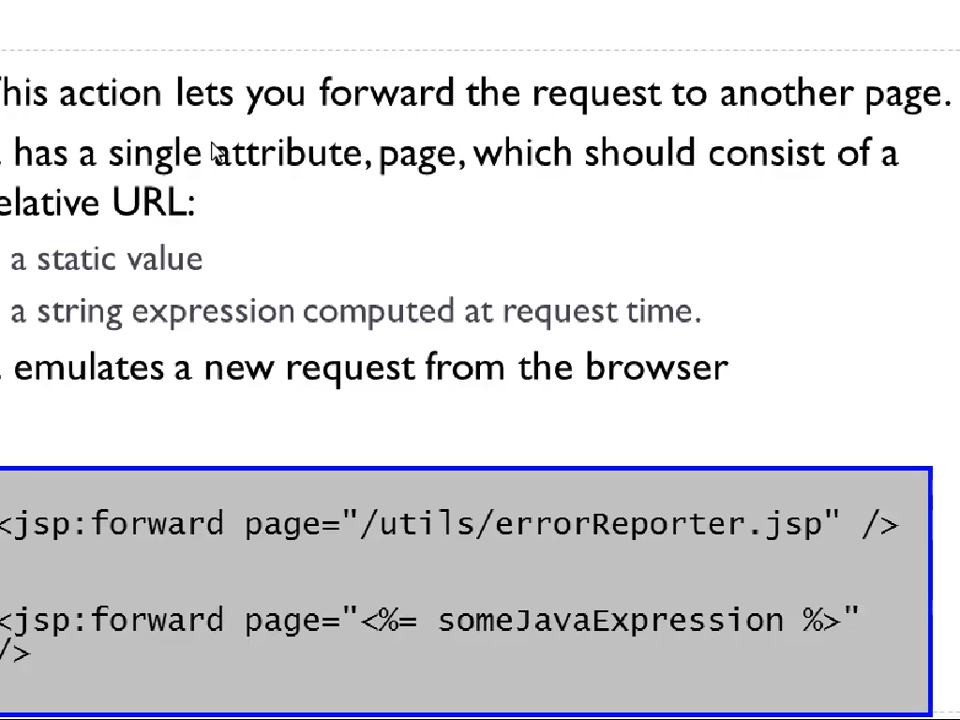 his action lets you forward the request to another page.
has a single attribute, page, which should consist of a
elative URL:
a static value
a string expression computed at request time.
emulates a new request from the browser
<jsp:forward page="/utils/errorReporter.jsp" />
<jsp:forward page="<%= someJavaExpression %>"
/>